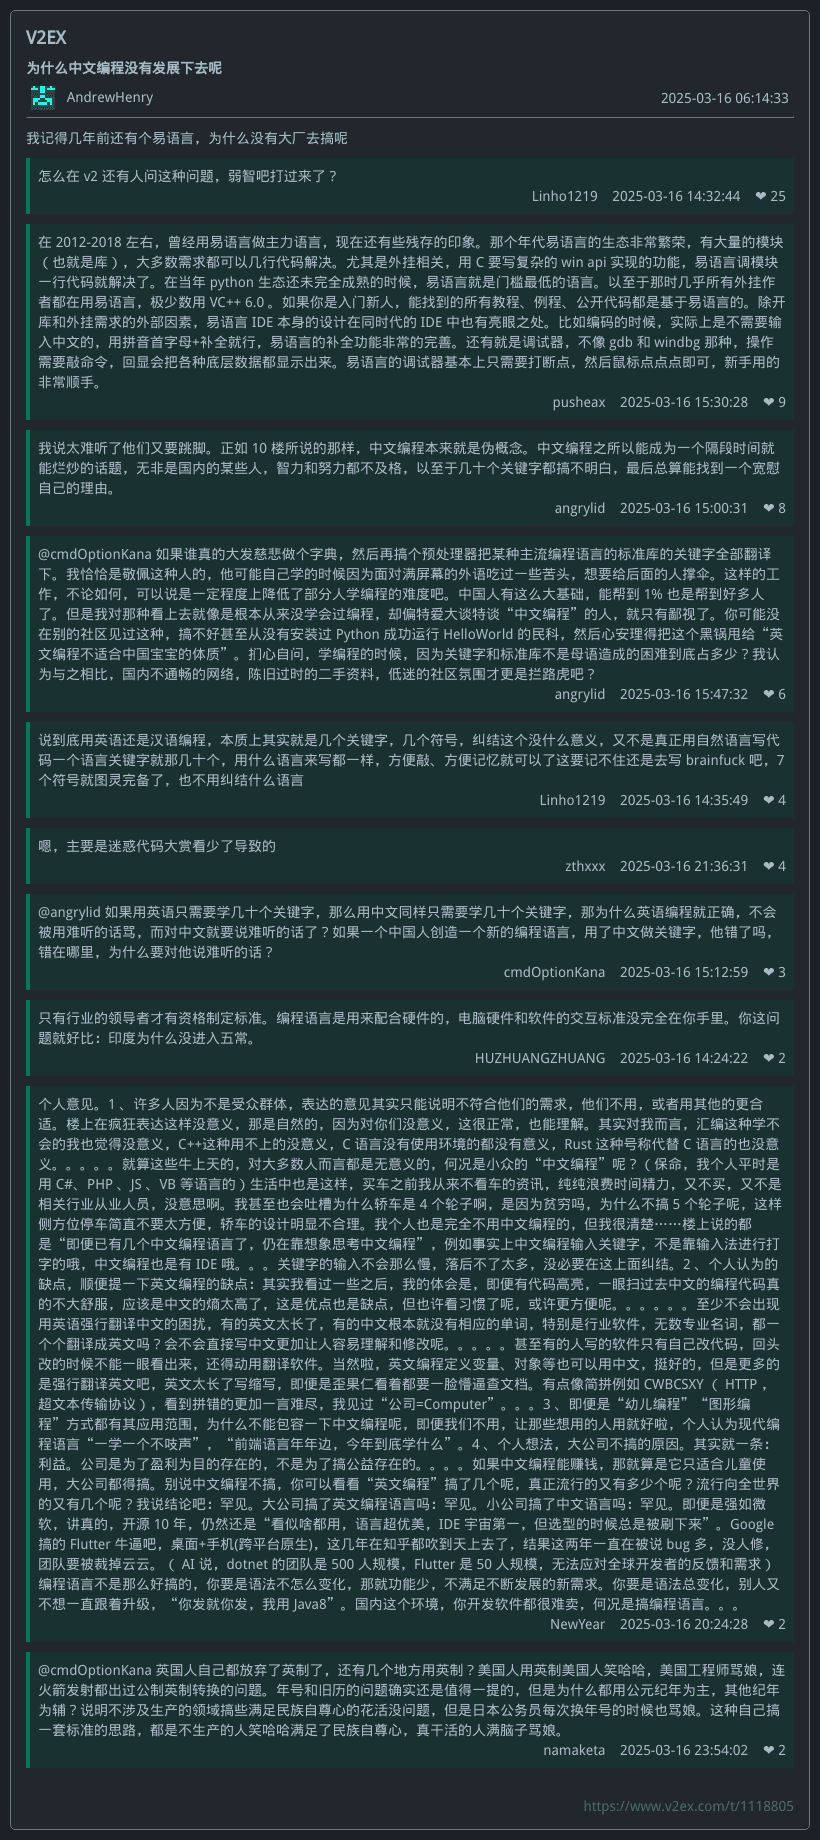 V2EX
为什么中文编程没有发展下去呢
AndrewHenry 2025-03-16 06:14:33
我记得几年前还有个易语言，为什么没有大厂去搞呢
怎么在 v2 还有人问这种问题，弱智吧打过来了？
Linho1219 2025-03-16 14:32:44 ❤ 25
在 2012-2018 左右，曾经用易语言做主力语言，现在还有些残存的印象。那个年代易语言的生态非常繁荣，有大量的模块
（也就是库），大多数需求都可以几行代码解决。尤其是外挂相关，用 C 要写复杂的 win api 实现的功能，易语言调模块
一行代码就解决了。在当年 python 生态还未完全成熟的时候，易语言就是门槛最低的语言。以至于那时几乎所有外挂作
者都在用易语言，极少数用 VC++ 6.0 。如果你是入门新人，能找到的所有教程、例程、公开代码都是基于易语言的。除开
库和外挂需求的外部因素，易语言 IDE 本身的设计在同时代的 IDE 中也有亮眼之处。比如编码的时候，实际上是不需要输
入中文的，用拼音首字母+补全就行，易语言的补全功能非常的完善。还有就是调试器，不像 gdb 和 windbg 那种，操作
需要敲命令，回显会把各种底层数据都显示出来。易语言的调试器基本上只需要打断点，然后鼠标点点点即可，新手用的
非常顺手。
pusheax 2025-03-16 15:30:28 ❤ 9
我说太难听了他们又要跳脚。正如 10 楼所说的那样，中文编程本来就是伪概念。中文编程之所以能成为一个隔段时间就
能烂炒的话题，无非是国内的某些人，智力和努力都不及格，以至于几十个关键字都搞不明白，最后总算能找到一个宽慰
自己的理由。
angrylid 2025-03-16 15:00:31 ❤ 8
@cmdOptionKana 如果谁真的大发慈悲做个字典，然后再搞个预处理器把某种主流编程语言的标准库的关键字全部翻译
下。我恰恰是敬佩这种人的，他可能自己学的时候因为面对满屏幕的外语吃过一些苦头，想要给后面的人撑伞。这样的工
作，不论如何，可以说是一定程度上降低了部分人学编程的难度吧。中国人有这么大基础，能帮到 1% 也是帮到好多人
了。但是我对那种看上去就像是根本从来没学会过编程，却偏特爱大谈特谈“中文编程”的人，就只有鄙视了。你可能没
在别的社区见过这种，搞不好甚至从没有安装过 Python 成功运行 HelloWorld 的民科，然后心安理得把这个黑锅甩给“英
文编程不适合中国宝宝的体质”。扪心自问，学编程的时候，因为关键字和标准库不是母语造成的困难到底占多少？我认
为与之相比，国内不通畅的网络，陈旧过时的二手资料，低迷的社区氛围才更是拦路虎吧？
angrylid 2025-03-16 15:47:32 ❤ 6
说到底用英语还是汉语编程，本质上其实就是几个关键字，几个符号，纠结这个没什么意义，又不是真正用自然语言写代
码一个语言关键字就那几十个，用什么语言来写都一样，方便敲、方便记忆就可以了这要记不住还是去写 brainfuck 吧，7
个符号就图灵完备了，也不用纠结什么语言
Linho1219 2025-03-16 14:35:49 ❤ 4
嗯，主要是迷惑代码大赏看少了导致的
zthxxx 2025-03-16 21:36:31 ❤ 4
@angrylid 如果用英语只需要学几十个关键字，那么用中文同样只需要学几十个关键字，那为什么英语编程就正确，不会
被用难听的话骂，而对中文就要说难听的话了？如果一个中国人创造一个新的编程语言，用了中文做关键字，他错了吗，
错在哪里，为什么要对他说难听的话？
cmdOptionKana 2025-03-16 15:12:59 ❤ 3
只有行业的领导者才有资格制定标准。编程语言是用来配合硬件的，电脑硬件和软件的交互标准没完全在你手里。你这问
题就好比：印度为什么没进入五常。
HUZHUANGZHUANG 2025-03-16 14:24:22 ❤ 2
个人意见。1 、许多人因为不是受众群体，表达的意见其实只能说明不符合他们的需求，他们不用，或者用其他的更合
适。楼上在疯狂表达这样没意义，那是自然的，因为对你们没意义，这很正常，也能理解。其实对我而言，汇编这种学不
会的我也觉得没意义，C++这种用不上的没意义，C 语言没有使用环境的都没有意义，Rust 这种号称代替 C 语言的也没意
义。。。。。就算这些牛上天的，对大多数人而言都是无意义的，何况是小众的“中文编程”呢？（保命，我个人平时是
用 C#、PHP 、JS 、VB 等语言的）生活中也是这样，买车之前我从来不看车的资讯，纯纯浪费时间精力，又不买，又不是
相关行业从业人员，没意思啊。我甚至也会吐槽为什么轿车是 4 个轮子啊，是因为贫穷吗，为什么不搞 5 个轮子呢，这样
侧方位停车简直不要太方便，轿车的设计明显不合理。我个人也是完全不用中文编程的，但我很清楚……楼上说的都
是“即便已有几个中文编程语言了，仍在靠想象思考中文编程”，例如事实上中文编程输入关键字，不是靠输入法进行打
字的哦，中文编程也是有 IDE 哦。。。关键字的输入不会那么慢，落后不了太多，没必要在这上面纠结。2 、个人认为的
缺点，顺便提一下英文编程的缺点：其实我看过一些之后，我的体会是，即便有代码高亮，一眼扫过去中文的编程代码真
的不大舒服，应该是中文的熵太高了，这是优点也是缺点，但也许看习惯了呢，或许更方便呢。。。。。。至少不会出现
用英语强行翻译中文的困扰，有的英文太长了，有的中文根本就没有相应的单词，特别是行业软件，无数专业名词，都一
个个翻译成英文吗？会不会直接写中文更加让人容易理解和修改呢。。。。。甚至有的人写的软件只有自己改代码，回头
改的时候不能一眼看出来，还得动用翻译软件。当然啦，英文编程定义变量、对象等也可以用中文，挺好的，但是更多的
是强行翻译英文吧，英文太长了写缩写，即便是歪果仁看着都要一脸懵逼查文档。有点像简拼例如 CWBCSXY （ HTTP ，
超文本传输协议），看到拼错的更加一言难尽，我见过“公司=Computer”。。。3 、即便是“幼儿编程”“图形编
程”方式都有其应用范围，为什么不能包容一下中文编程呢，即便我们不用，让那些想用的人用就好啦，个人认为现代编
程语言“一学一个不吱声”，“前端语言年年边，今年到底学什么”。4 、个人想法，大公司不搞的原因。其实就一条：
利益。公司是为了盈利为目的存在的，不是为了搞公益存在的。。。。如果中文编程能赚钱，那就算是它只适合儿童使
用，大公司都得搞。别说中文编程不搞，你可以看看“英文编程”搞了几个呢，真正流行的又有多少个呢？流行向全世界
的又有几个呢？我说结论吧：罕见。大公司搞了英文编程语言吗：罕见。小公司搞了中文语言吗：罕见。即便是强如微
软，讲真的，开源 10 年，仍然还是“看似啥都用，语言超优美，IDE 宇宙第一，但选型的时候总是被刷下来”。Google
搞的 Flutter 牛逼吧，桌面+手机(跨平台原生)，这几年在知乎都吹到天上去了，结果这两年一直在被说 bug 多，没人修，
团队要被裁掉云云。（ AI 说，dotnet 的团队是 500 人规模，Flutter 是 50 人规模，无法应对全球开发者的反馈和需求）
编程语言不是那么好搞的，你要是语法不怎么变化，那就功能少，不满足不断发展的新需求。你要是语法总变化，别人又
不想一直跟着升级，“你发就你发，我用 Java8”。国内这个环境，你开发软件都很难卖，何况是搞编程语言。。。
NewYear 2025-03-16 20:24:28 ❤ 2
@cmdOptionKana 英国人自己都放弃了英制了，还有几个地方用英制？美国人用英制美国人笑哈哈，美国工程师骂娘，连
火箭发射都出过公制英制转换的问题。年号和旧历的问题确实还是值得一提的，但是为什么都用公元纪年为主，其他纪年
为辅？说明不涉及生产的领域搞些满足民族自尊心的花活没问题，但是日本公务员每次换年号的时候也骂娘。这种自己搞
一套标准的思路，都是不生产的人笑哈哈满足了民族自尊心，真干活的人满脑子骂娘。
namaketa 2025-03-16 23:54:02 ❤ 2
https://www.v2ex.com/t/1118805